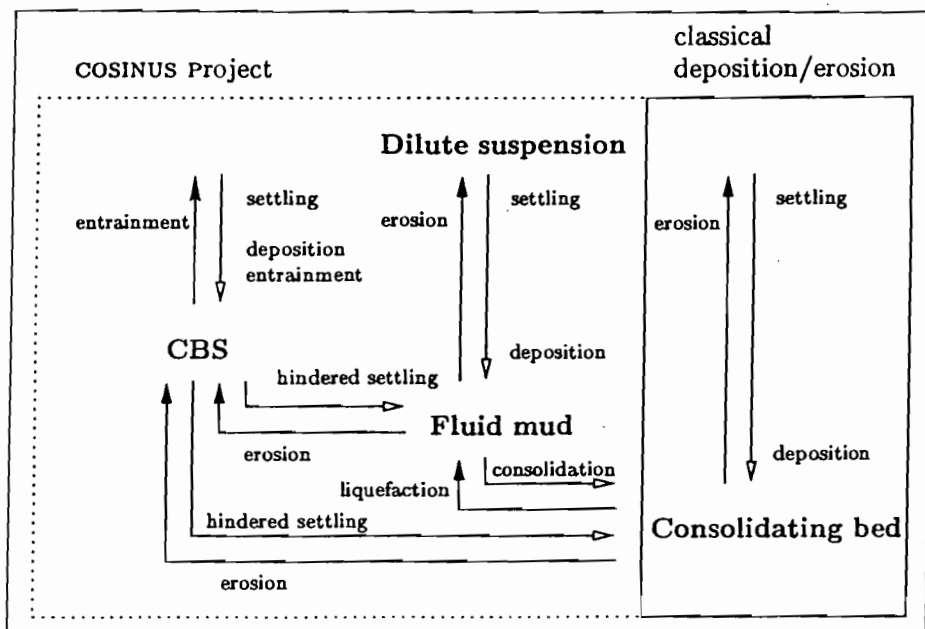 COSINUS Project
classical
deposition/erosion
Dilute suspension
entrainment
settling
deposition
entrainment
erosion
settling
erosion
settling
CBS
deposition
hindered settling
Fluid mud
erosion
consolidation
deposition
liquefaction
hindered settling
Consolidating bed
erosion